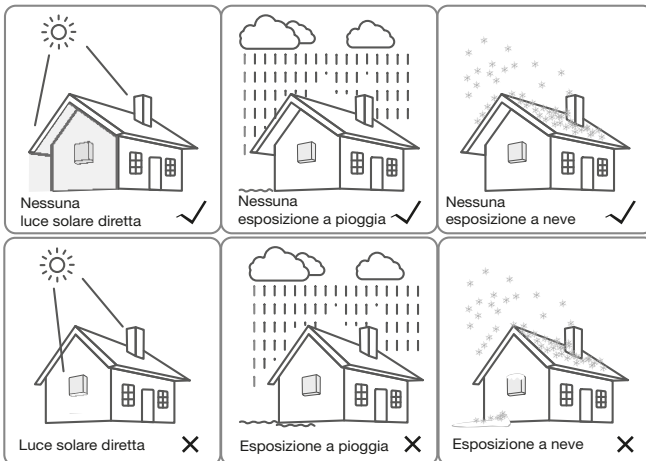 Nessuna
luce solare diretta
Nessuna
esposizione a pioggia
Nessuna
esposizione a neve
Luce solare diretta
Esposizione a pioggia
Esposizione a neve